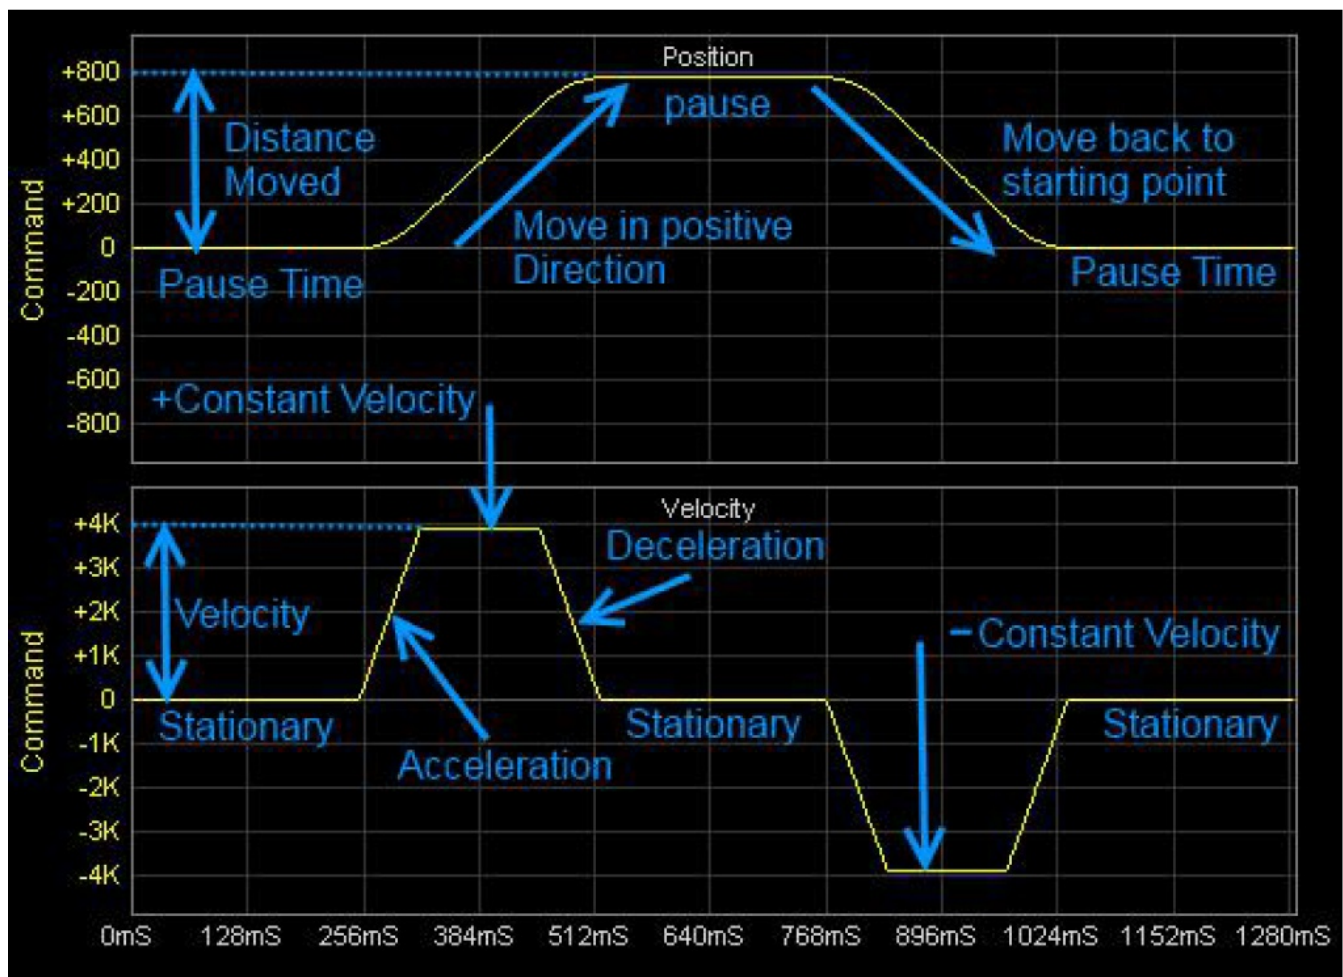 Position
+800
+600
+400
+200
0
-200
-400
-600
-800
Command
Distance
Moved
pause
Move back to
starting point
Move in positive
Direction
Pause Time
Pause Time
+Constant Velocity
Velocity
+4K
+3K
+2K
+1K
0
-1K
-2K
-3K
-4K
Command
Deceleration
Velocity
−Constant Velocity
Stationary
Stationary
Stationary
Acceleration
0mS 128mS 256mS 384mS 512mS 640mS 768mS 896mS 1024mS 1152mS 1280mS